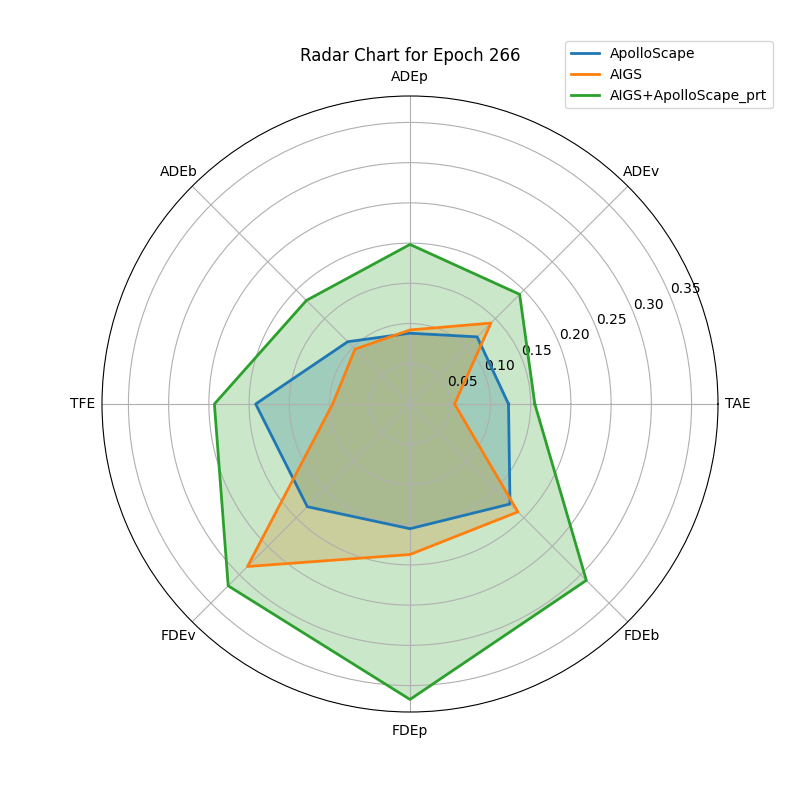 Radar Chart for Epoch 266
ApolloScape
AIGS
AIGS+ApolloScape_prt
ADEp
ADEb
ADEv
0.35
0.30
0.25
0.20
0.15
0.10
0.05
TFE
TAE
FDEv
FDEb
FDEp